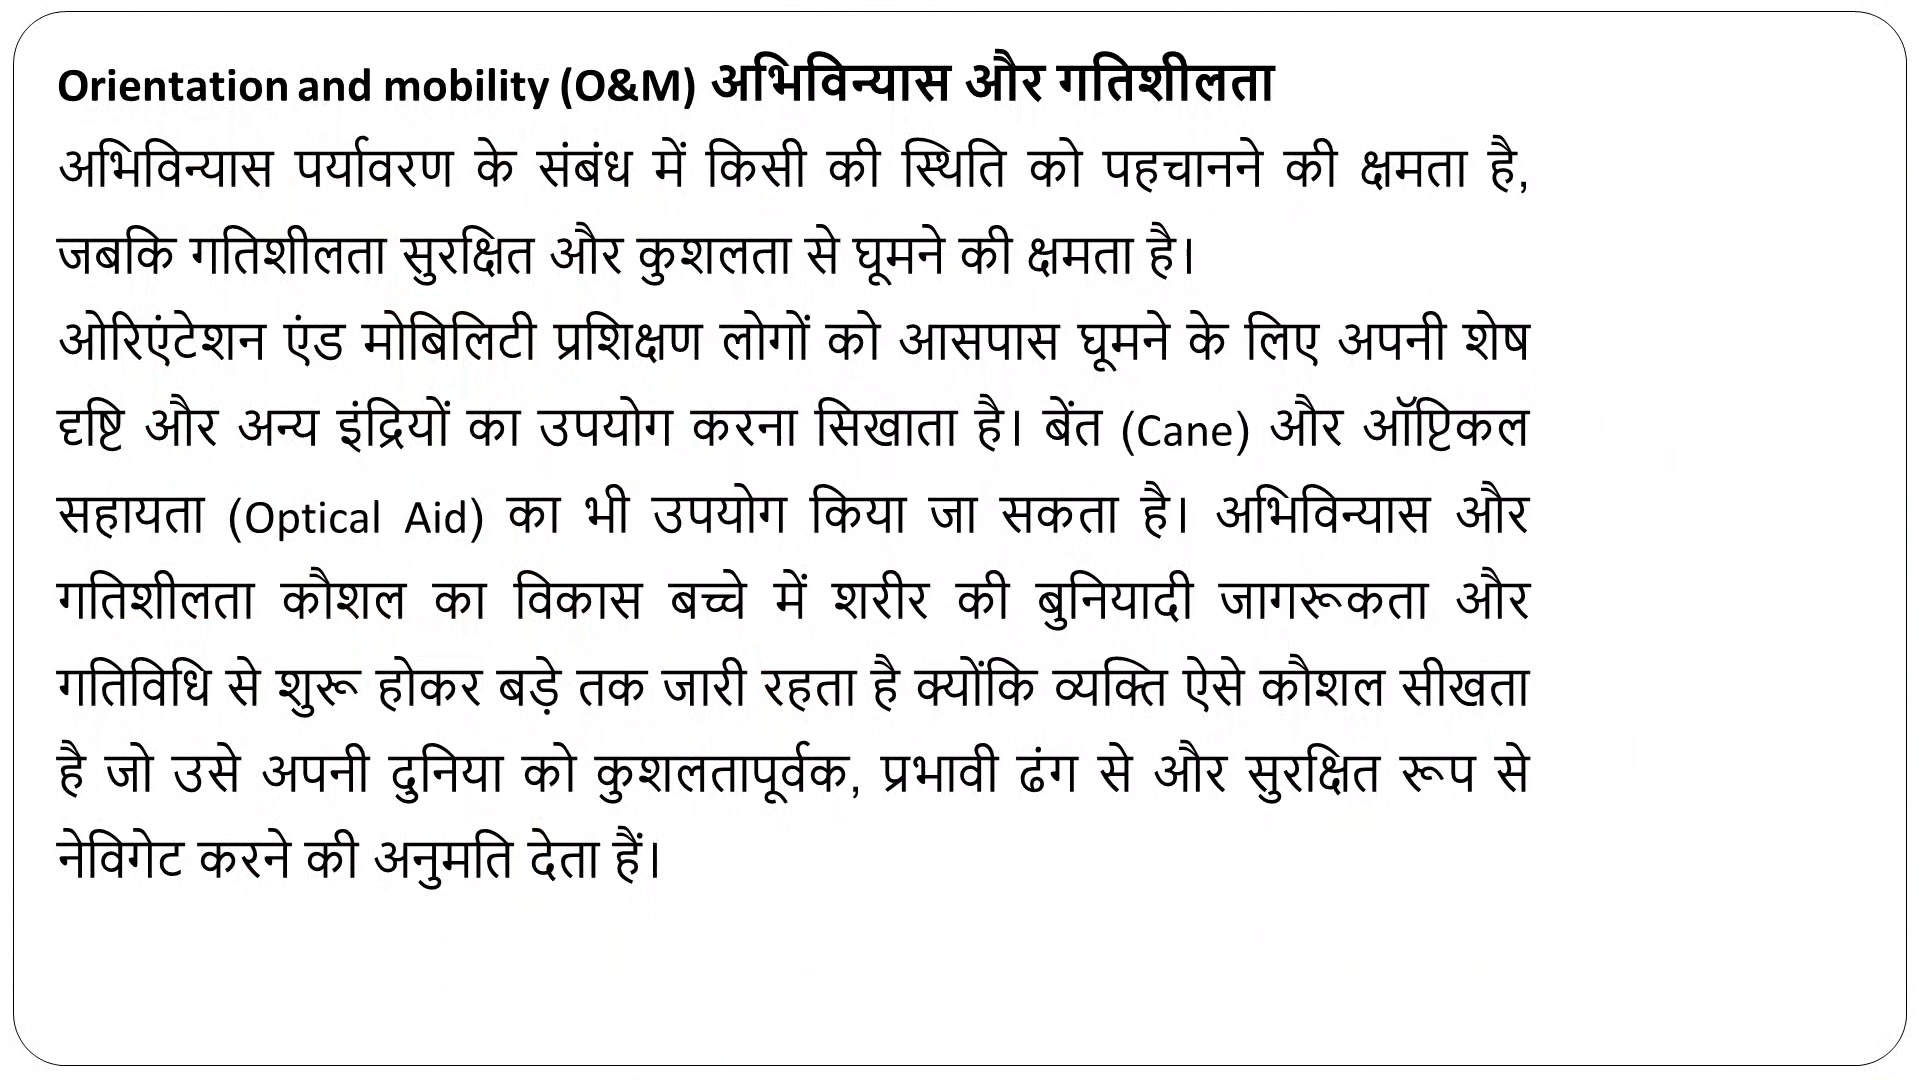 Orientation and mobility (O&M) अभिविन्यास और गतिशीलता
अभिविन्यास पर्यावरण के संबंध में किसी की स्थिति को पहचानने की क्षमता है,
जबकि गतिशीलता सुरक्षित और कुशलता से घूमने की क्षमता है।
ओरिएंटेशन एंड मोबिलिटी प्रशिक्षण लोगों को आसपास घूमने के लिए अपनी शेष
दृष्टि और अन्य इंद्रियों का उपयोग करना सिखाता है। बेंत (Cane) और ऑप्टिकल
सहायता (Optical Aid) का भी उपयोग किया जा सकता है। अभिविन्यास और
गतिशीलता कौशल का विकास बच्चे में शरीर की बुनियादी जागरूकता और
गतिविधि से शुरू होकर बड़े तक जारी रहता है क्योंकि व्यक्ति ऐसे कौशल सीखता
है जो उसे अपनी दुनिया को कुशलतापूर्वक, प्रभावी ढंग से और सुरक्षित रूप से
नेविगेट करने की अनुमति देता हैं।